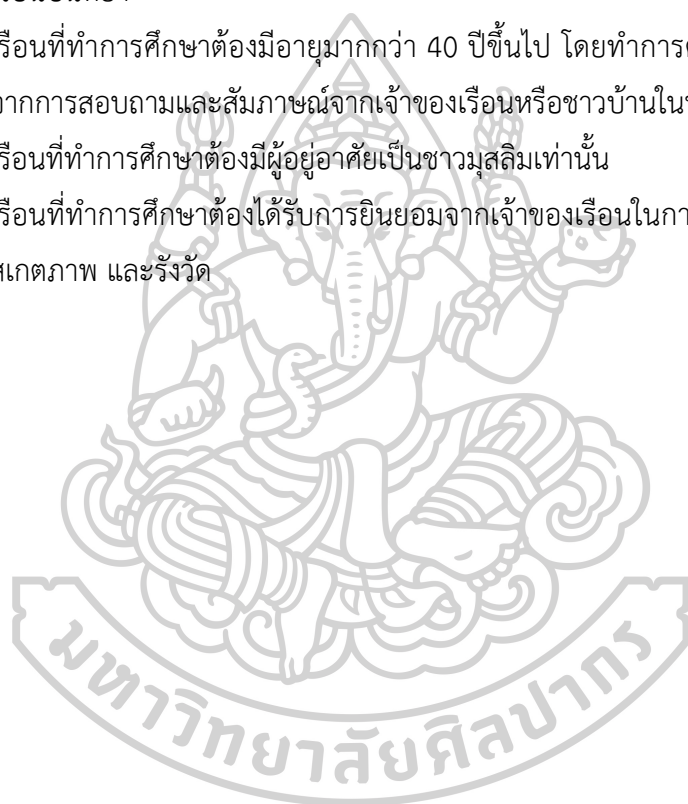 รือนที่ทำการศึกษาต้องมีอายุมากกว่า 40 ปีขึ้นไป โดยทำการ
จากการสอบถามและสัมภาษณ์จากเจ้าของเรือนหรือชาวบ้านใน
รือนที่ทำการศึกษาต้องมีผู้อยู่อาศัยเป็นชาวมุสลิมเท่านั้น
รือนที่ทำการศึกษาต้องได้รับการยินยอมจากเจ้าของเรือนในกา
สเกตภาพ และรังวัด
มหาวิทยาลัยศิลปากร